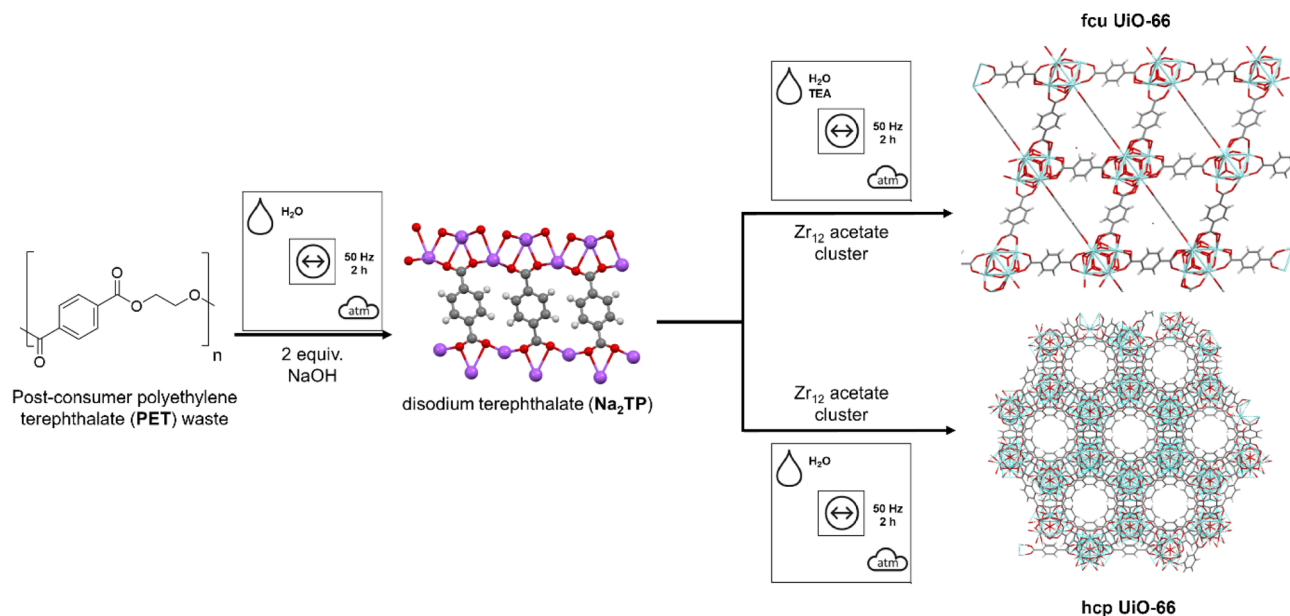 fcu UiO-66
H₂O
TEA
50 Hz
2 h
atm
Zr₁₂ acetate
cluster
H₂O
50 Hz
2 h
atm
O
O
O
n
2 equiv.
NaOH
Post-consumer polyethylene
terephthalate (PET) waste
disodium terephthalate (Na₂TP)
Zr₁₂ acetate
cluster
H₂O
50 Hz
2 h
atm
hcp UiO-66